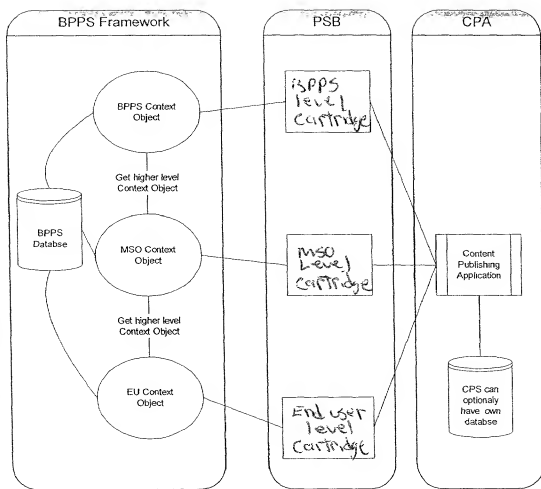 BPPS Framework
PSB
CPA
BPPS Context
Object
BPPS
level
Cartridge
Get higher level
Context Object
BPPS
Databse
MSO Context
Object
MSO
Level
Cartridge
Content
Publishing
Application
Get higher level
Context Object
EU Context
Object
End user
level
Cartridge
CPS can
optionaly
have own
databse